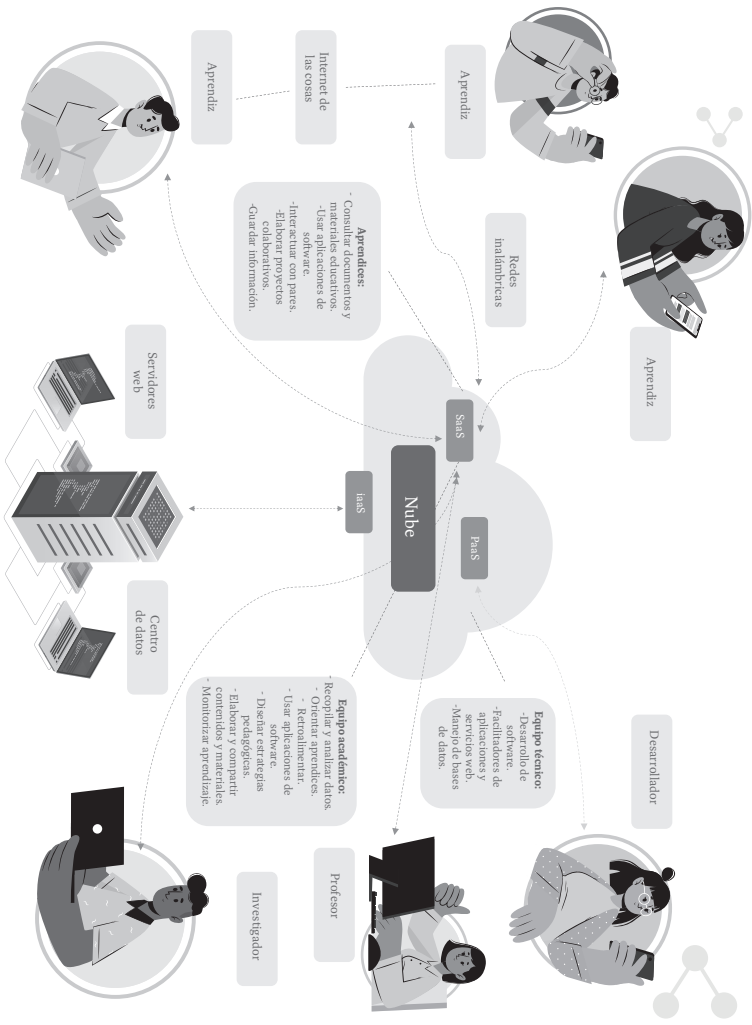 Aprendiz
Desarrollador
Aprendiz
Redes
inalámbricas
Equipo técnico:
-Desarrollo de
software.
-Facilitadores de
aplicaciones y
servicios web.
-Manejo de bases
de datos.
PaaS
SaaS
Nube
iaaS
Internet de
las cosas
Aprendiz
Aprendices:
- Consultar documentos y
materiales educativos.
-Usar aplicaciones de
software.
-Interactuar con pares.
-Elaborar proyectos
colaborativos.
-Guardar información.
Equipo académico:
- Recopilar y analizar datos.
- Orientar aprendices.
- Retroalimentar.
- Usar aplicaciones de
software.
- Diseñar estrategias
pedagógicas.
- Elaborar y compartir
contenidos y materiales.
- Monitorizar aprendizaje.
Profesor
Investigador
Servidores
web
Centro
de datos